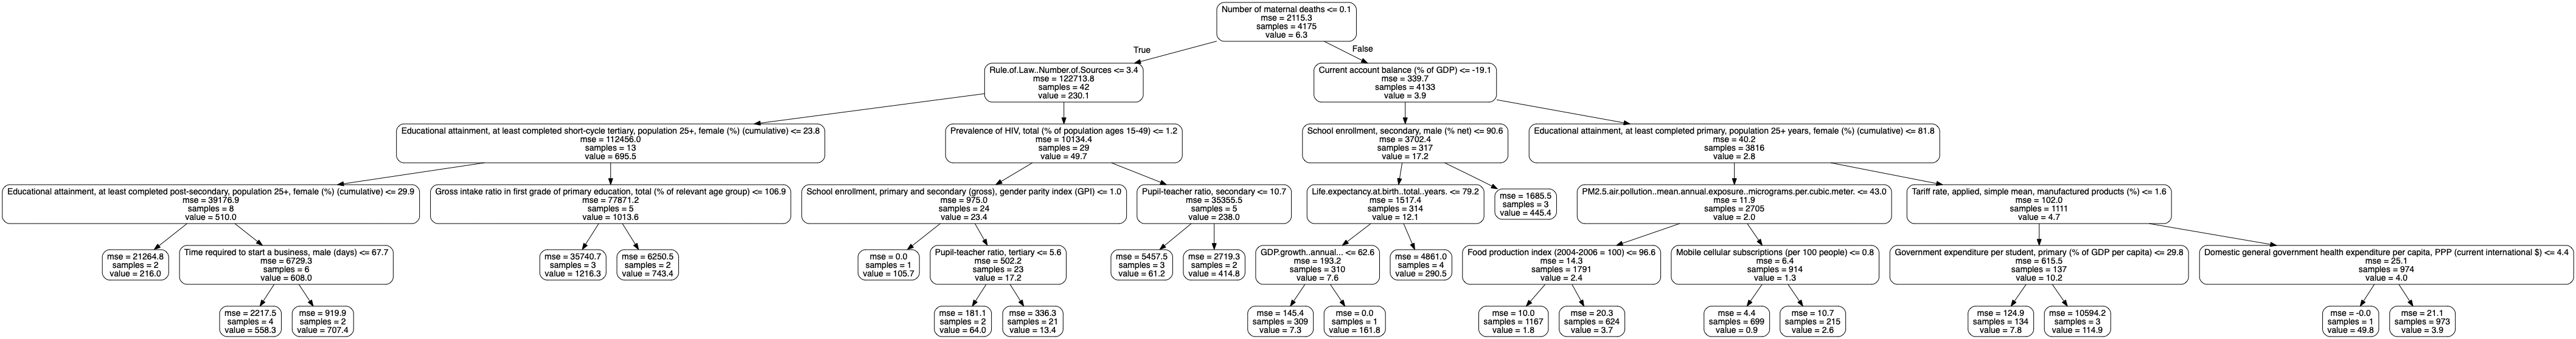 Number of maternal deaths <= 0.1
mse = 2115.3
samples = 4175
value = 6.3
True
False
Rule.of.Law..Number.of.Sources <= 3.4
mse = 122713.8
samples = 42
value = 230.1
Current account balance (% of GDP) <= -19.1
mse = 339.7
samples = 4133
value = 3.9
Educational attainment, at least completed short-cycle tertiary, population 25+, female (%) (cumulative) <= 23.8
mse = 112456.0
samples = 13
value = 695.5
Prevalence of HIV, total (% of population ages 15-49) <= 1.2
mse = 10134.4
samples = 29
value = 49.7
School enrollment, secondary, male (% net) <= 90.6
mse = 3702.4
samples = 317
value = 17.2
Educational attainment, at least completed primary, population 25+ years, female (%) (cumulative) <= 81.8
mse = 40.2
samples = 3816
value = 2.8
Educational attainment, at least completed post-secondary, population 25+, female (%) (cumulative) <= 29.9
mse = 39176.9
samples = 8
value = 510.0
Gross intake ratio in first grade of primary education, total (% of relevant age group) <= 106.9
mse = 77871.2
samples = 5
value = 1013.6
School enrollment, primary and secondary (gross), gender parity index (GPI) <= 1.0
mse = 975.0
samples = 24
value = 23.4
Pupil-teacher ratio, secondary <= 10.7
mse = 35355.5
samples = 5
value = 238.0
Life.expectancy.at.birth..total..years. <= 79.2
mse = 1517.4
samples = 314
value = 12.1
mse = 1685.5
samples = 3
value = 445.4
PM2.5.air.pollution..mean.annual.exposure..micrograms.per.cubic.meter. <= 43.0
mse = 11.9
samples = 2705
value = 2.0
Tariff rate, applied, simple mean, manufactured products (%) <= 1.6
mse = 102.0
samples = 1111
value = 4.7
mse = 21264.8
samples = 2
value = 216.0
Time required to start a business, male (days) <= 67.7
mse = 6729.3
samples = 6
value = 608.0
mse = 35740.7
samples = 3
value = 1216.3
mse = 6250.5
samples = 2
value = 743.4
mse = 0.0
samples = 1
value = 105.7
Pupil-teacher ratio, tertiary <= 5.6
mse = 502.2
samples = 23
value = 17.2
mse = 5457.5
samples = 3
value = 61.2
mse = 2719.3
samples = 2
value = 414.8
GDP.growth..annual... <= 62.6
mse = 193.2
samples = 310
value = 7.6
mse = 4861.0
samples = 4
value = 290.5
Food production index (2004-2006 = 100) <= 96.6
mse = 14.3
samples = 1791
value = 2.4
Mobile cellular subscriptions (per 100 people) <= 0.8
mse = 6.4
samples = 914
value = 1.3
Government expenditure per student, primary (% of GDP per capita) <= 29.8
mse = 615.5
samples = 137
value = 10.2
Domestic general government health expenditure per capita, PPP (current international $) <= 4.4
mse = 25.1
samples = 974
value = 4.0
mse = 2217.5
samples = 4
value = 558.3
mse = 919.9
samples = 2
value = 707.4
mse = 181.1
samples = 2
value = 64.0
mse = 336.3
samples = 21
value = 13.4
mse = 145.4
samples = 309
value = 7.3
mse = 0.0
samples = 1
value = 161.8
mse = 10.0
samples = 1167
value = 1.8
mse = 20.3
samples = 624
value = 3.7
mse = 4.4
samples = 699
value = 0.9
mse = 10.7
samples = 215
value = 2.6
mse = 124.9
samples = 134
value = 7.8
mse = 10594.2
samples = 3
value = 114.9
mse = -0.0
samples = 1
value = 49.8
mse = 21.1
samples = 973
value = 3.9